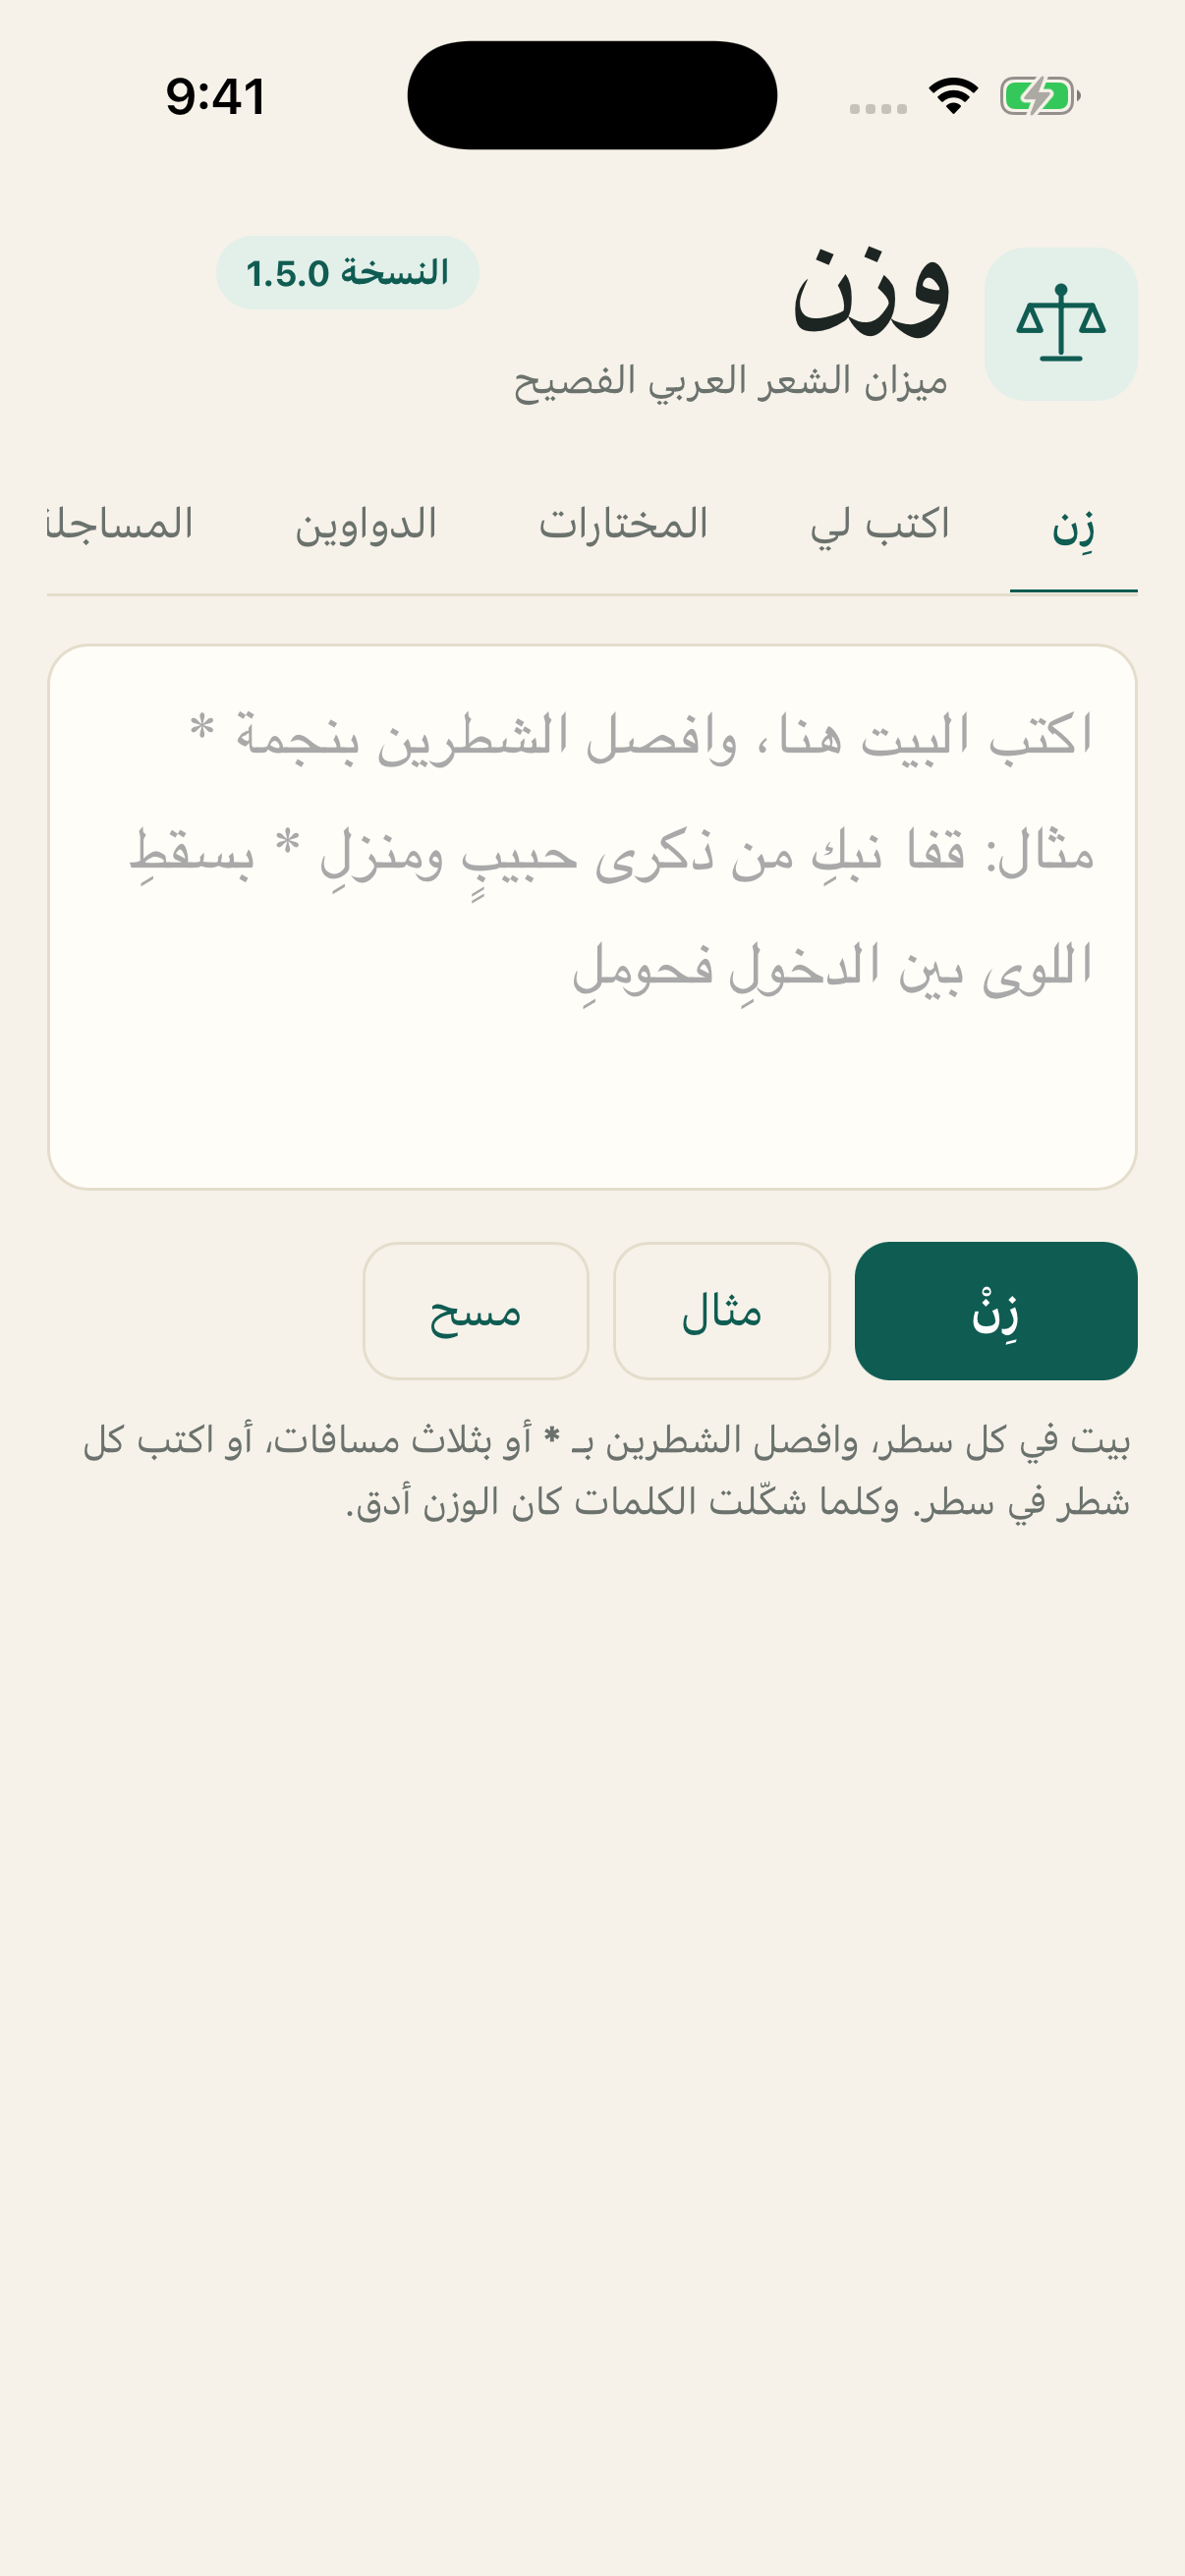 9:41
وزن
النسخة 1.5.0
ميزان الشعر العربي الفصيح
زِن
اكتب لي
المختارات
الدواوين
اكتب البيت هنا، وافصل الشطرين بنجمة *
مثال: قفا نبكِ من ذكرى حبيبٍ ومنزلِ * بسقطِ
اللوى بين الدخولِ فحوملِ
زِنْ
مثال
مسح
بيت في كل سطر، وافصل الشطرين بـ * أو بثلاث مسافات، أو اكتب كل
شطر في سطر. وكلما شكّلت الكلمات كان الوزن أدق.